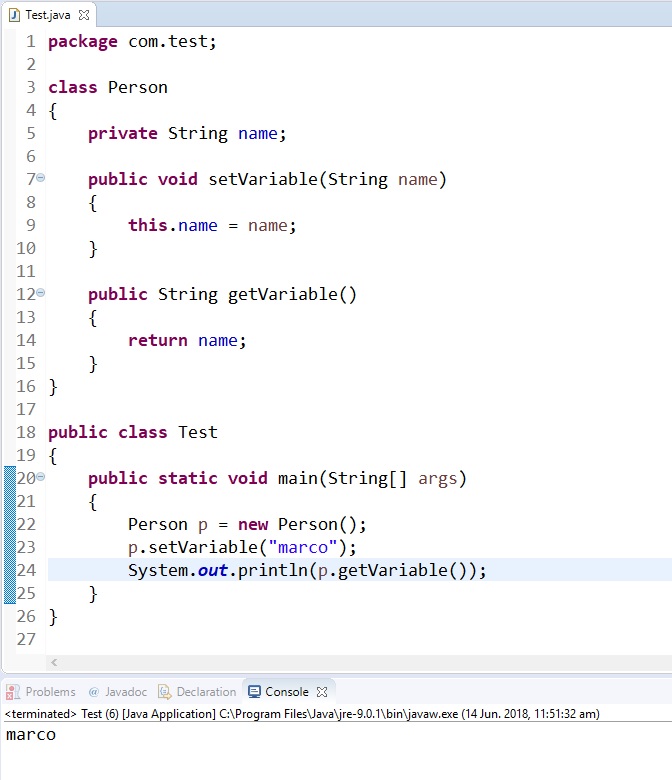 Test.java
1 package com.test;
2
3 class Person
4 {
5     private String name;
6
7     public void setVariable(String name)
8     {
9         this.name = name;
10     }
11
12     public String getVariable()
13     {
14         return name;
15     }
16 }
17
18 public class Test
19 {
20     public static void main(String[] args)
21     {
22         Person p = new Person();
23         p.setVariable("marco");
24         System.out.println(p.getVariable());
25     }
26 }
27
Problems @ Javadoc Declaration Console
<terminated> Test (6) [Java Application] C:\Program Files\Java\jre-9.0.1\bin\javaw.exe (14 Jun. 2018, 11:51:32 am)
marco